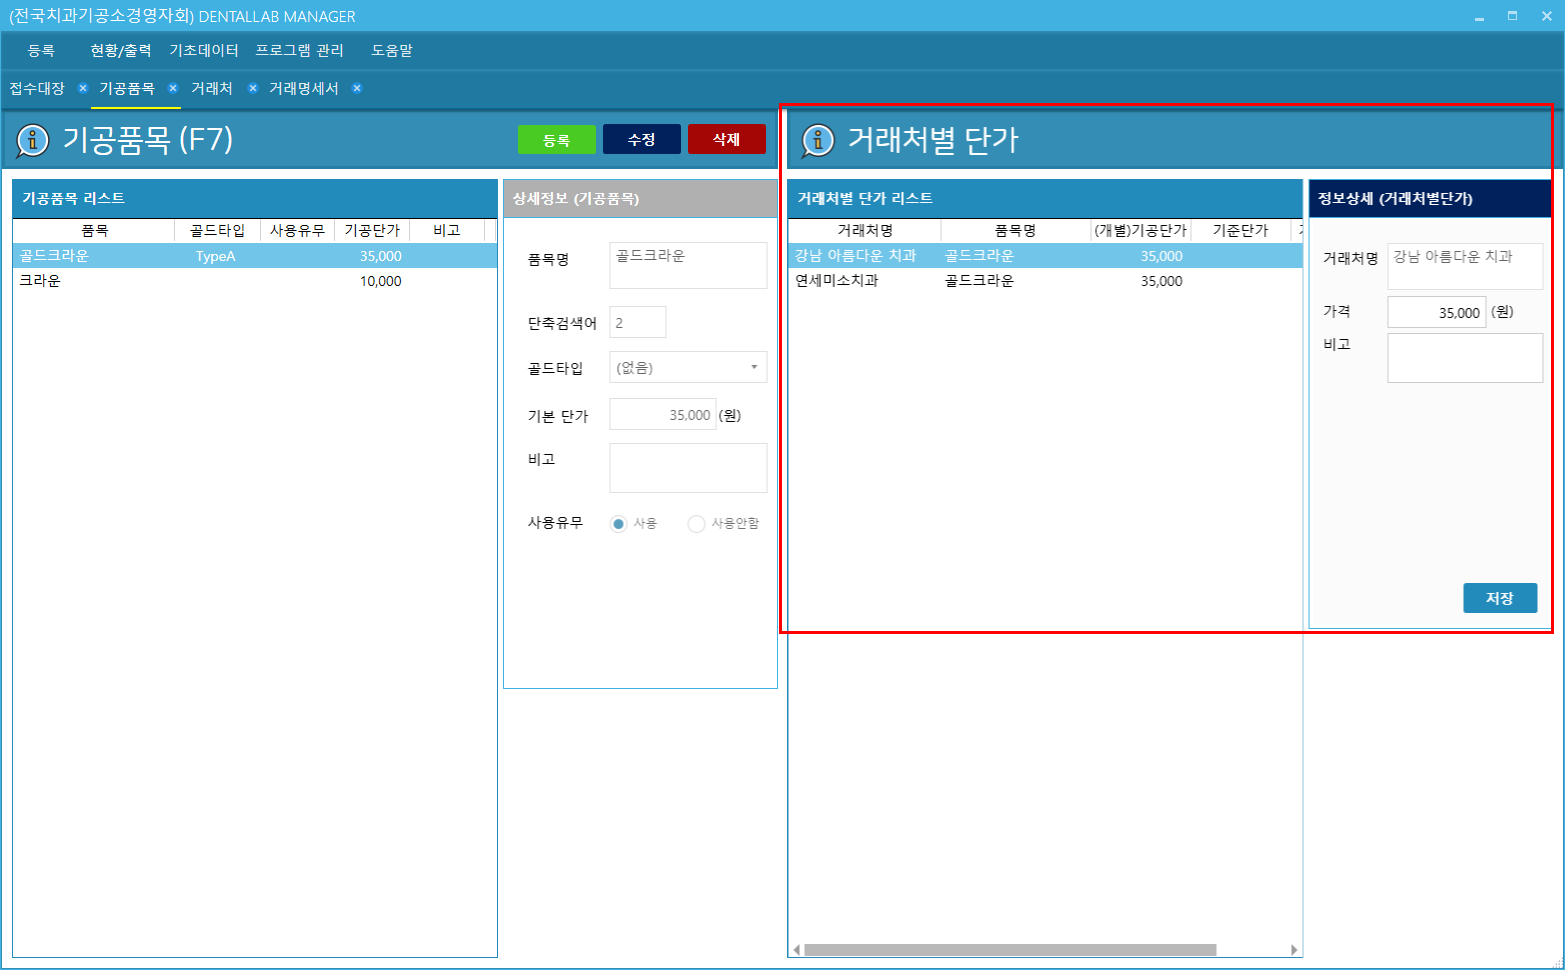 (전국치과기공소경영자회) DENTALLAB MANAGER
등록 현황/출력 기초데이터 프로그램 관리 도움말
접수대장 기공품목 거래처 거래명세서
기공품목 (F7)
등록 수정 삭제
기공품목 리스트
품목 골드타입 사용유무 기공단가 비고
골드크라운 TypeA 35,000
크라운 10,000
상세정보 (기공품목)
품목명 골드크라운
단축검색어 2
골드타입 (없음)
기본 단가 35,000 (원)
비고
사용유무 사용 사용안함
거래처별 단가
거래처별 단가 리스트
거래처명 품목명 (개별)기공단가 기준단가
강남 아름다운 치과 골드크라운 35,000
연세미소치과 골드크라운 35,000
정보상세 (거래처별단가)
거래처명 강남 아름다운 치과
가격 35,000 (원)
비고
저장